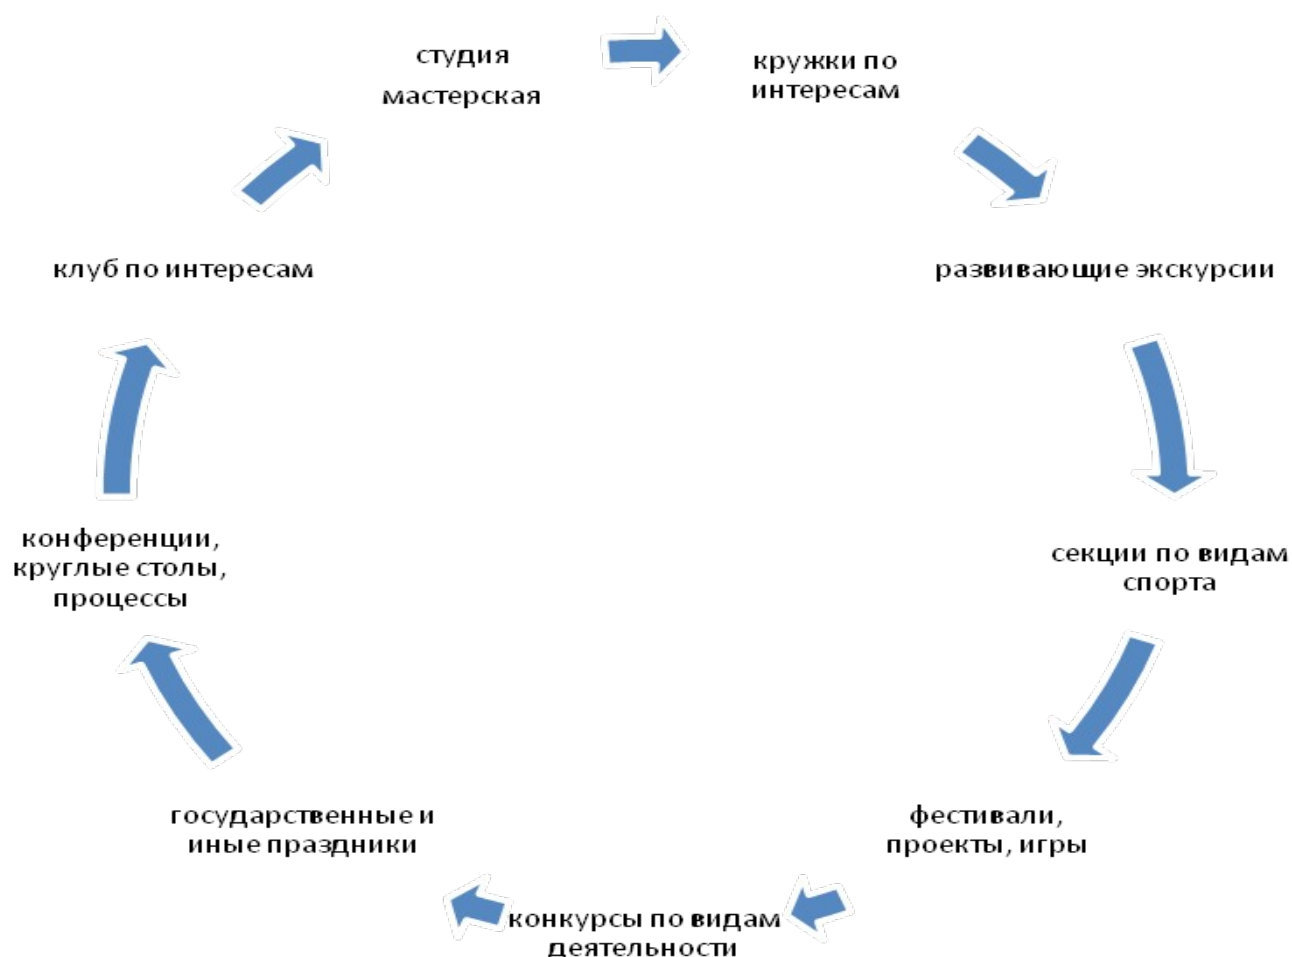 студия
мастерская
кружки по
интересам
развивающие экскурсии
секции по видам
спорта
фестивали,
проекты, игры
конкурсы по видам
деятельности
государственные и
иные праздники
конференции,
круглые столы,
процессы
клуб по интересам